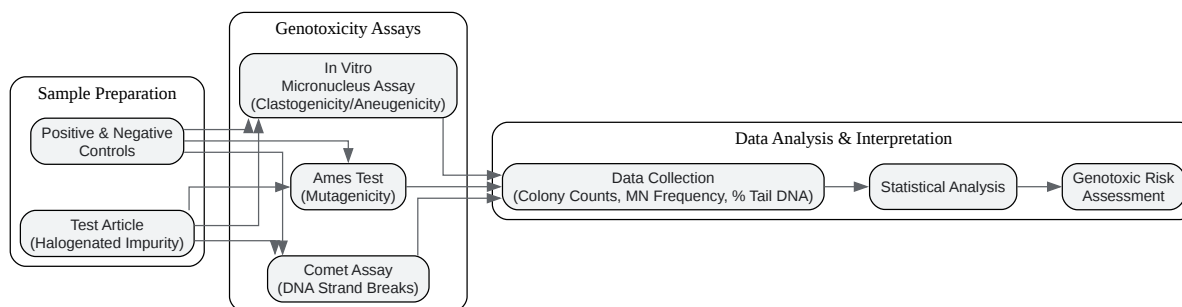 Sample Preparation
Positive & Negative
Controls
Test Article
(Halogenated Impurity)
Genotoxicity Assays
In Vitro
Micronucleus Assay
(Clastogenicity/Aneugenicity)
Ames Test
(Mutagenicity)
Comet Assay
(DNA Strand Breaks)
Data Analysis & Interpretation
Data Collection
(Colony Counts, MN Frequency, % Tail DNA)
Statistical Analysis
Genotoxic Risk
Assessment